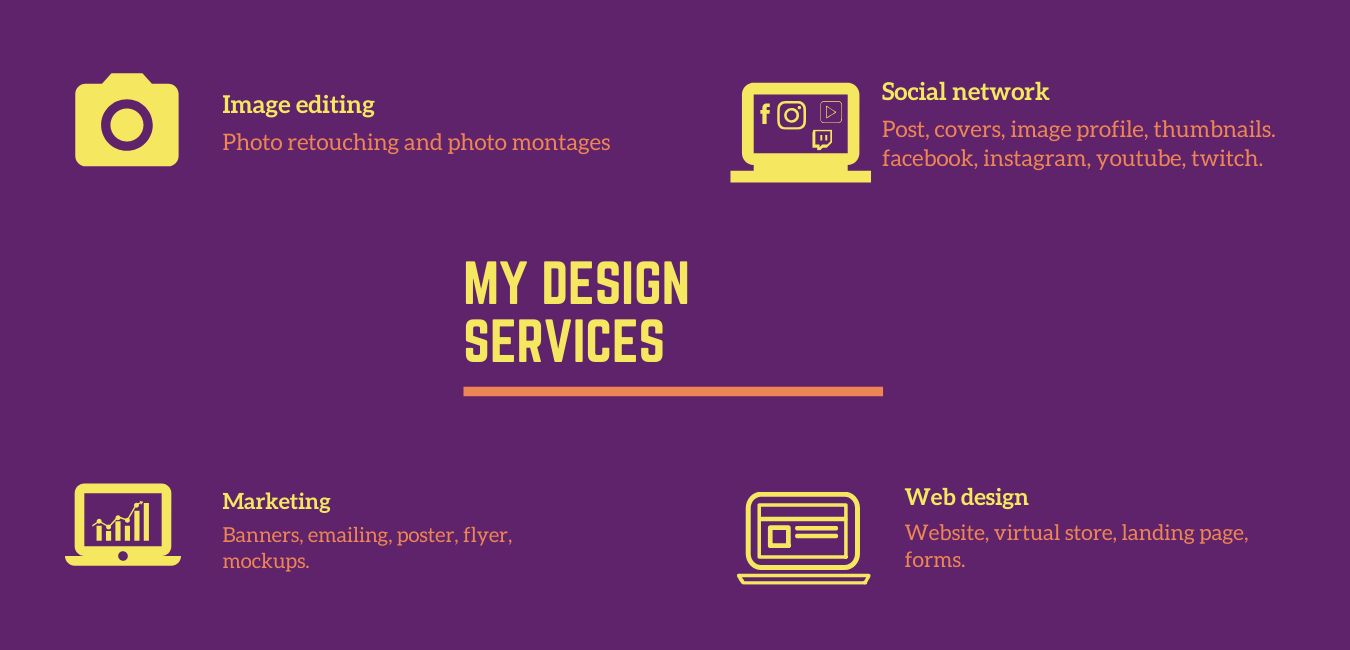 Image editing
Photo retouching and photo montages
Social network
Post, covers, image profile, thumbnails.
facebook, instagram, youtube, twitch.
MY DESIGN
SERVICES
Marketing
Banners, emailing, poster, flyer,
mockups.
Web design
Website, virtual store, landing page,
forms.